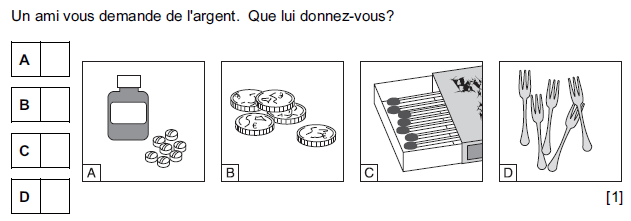 Un ami vous demande de l'argent. Que lui donnez-vous?
A
B
C
D
A
B
C
D
[1]